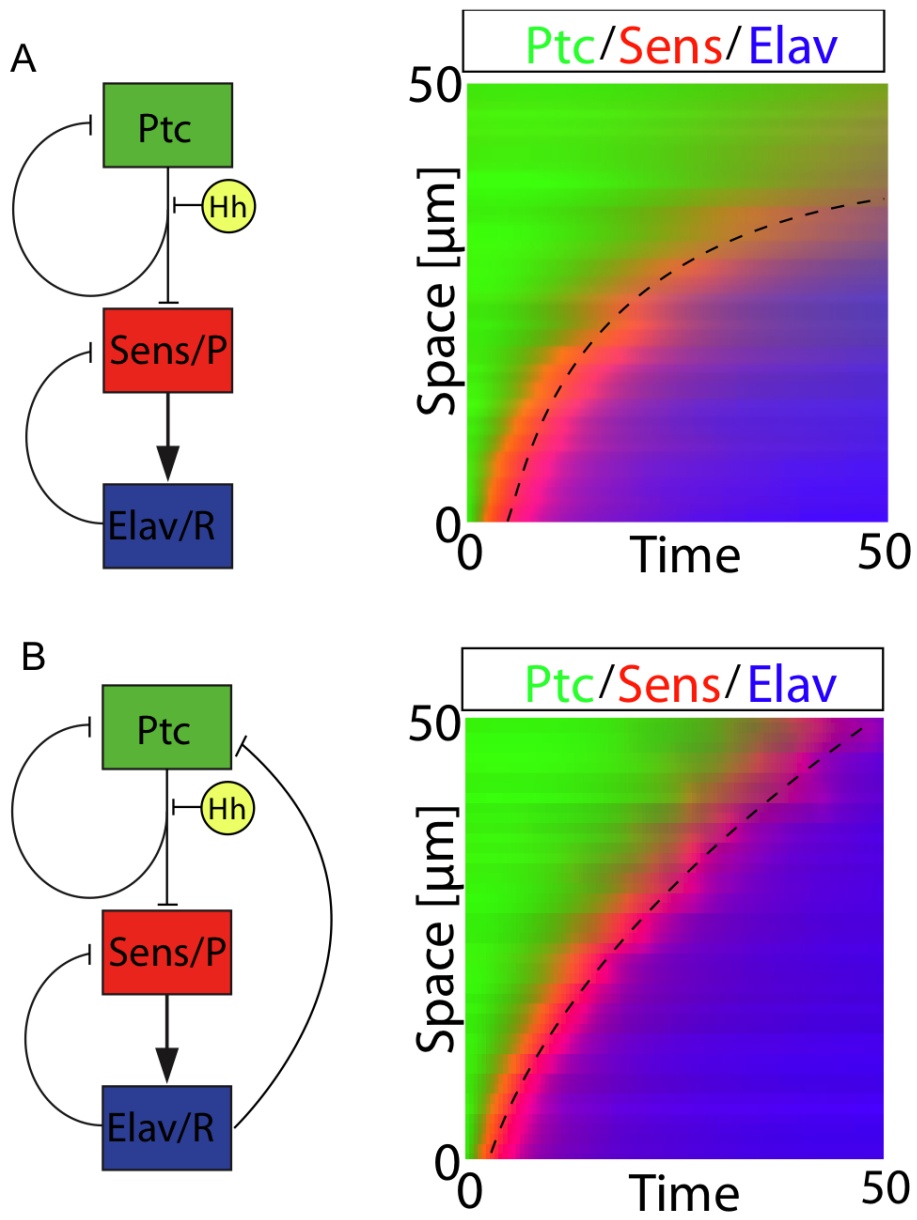 A
Ptc
Hh
Sens/P
Elav/R
Ptc/Sens/Elav
50
Space [µm]
0
0
Time
50
B
Ptc
Hh
Sens/P
Elav/R
Ptc/Sens/Elav
50
Space [µm]
0
0
Time
50